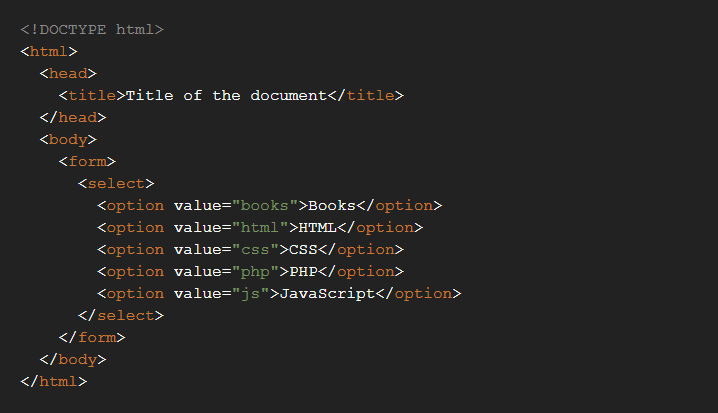 <!DOCTYPE html>
<html>
  <head>
    <title>Title of the document</title>
  </head>
  <body>
    <form>
      <select>
        <option value="books">Books</option>
        <option value="html">HTML</option>
        <option value="css">CSS</option>
        <option value="php">PHP</option>
        <option value="js">JavaScript</option>
      </select>
    </form>
  </body>
</html>